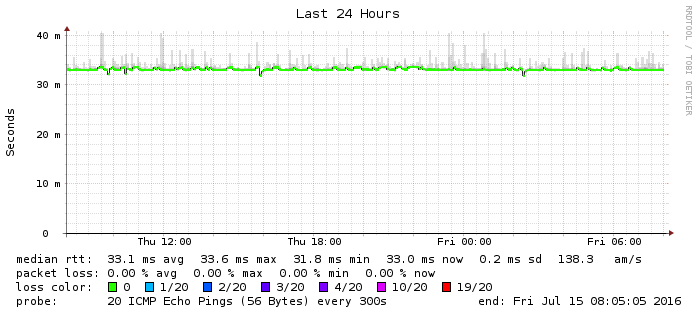 Last 24 Hours
RRDTOOL / TOBI OETIKER
Seconds
40 m
30 m
20 m
10 m
0
Thu 12:00 Thu 18:00 Fri 00:00 Fri 06:00
median rtt: 33.1 ms avg 33.6 ms max 31.8 ms min 33.0 ms now 0.2 ms sd 138.3 am/s
packet loss: 0.00 % avg 0.00 % max 0.00 % min 0.00 % now
loss color: 0 1/20 2/20 3/20 4/20 10/20 19/20
probe: 20 ICMP Echo Pings (56 Bytes) every 300s end: Fri Jul 15 08:05:05 2016